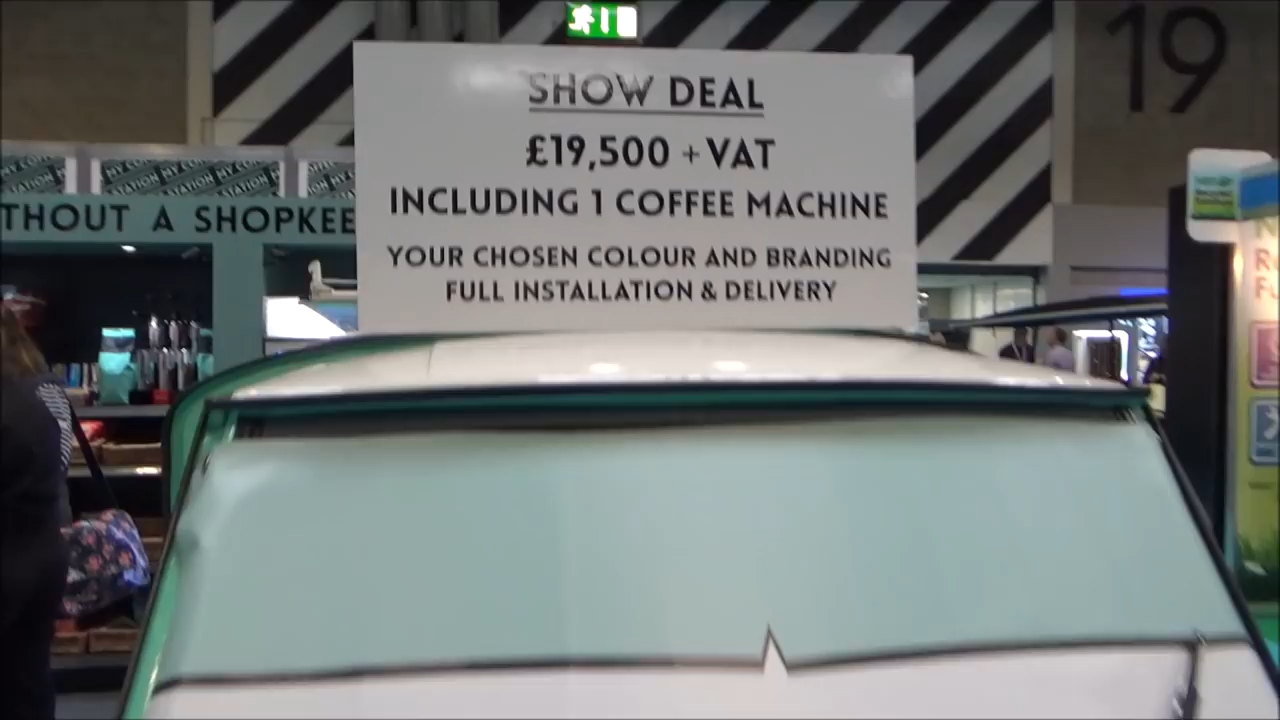 19
SHOW DEAL
£19,500 + VAT
INCLUDING 1 COFFEE MACHINE
YOUR CHOSEN COLOUR AND BRANDING
FULL INSTALLATION & DELIVERY
THOUT A SHOPKEE